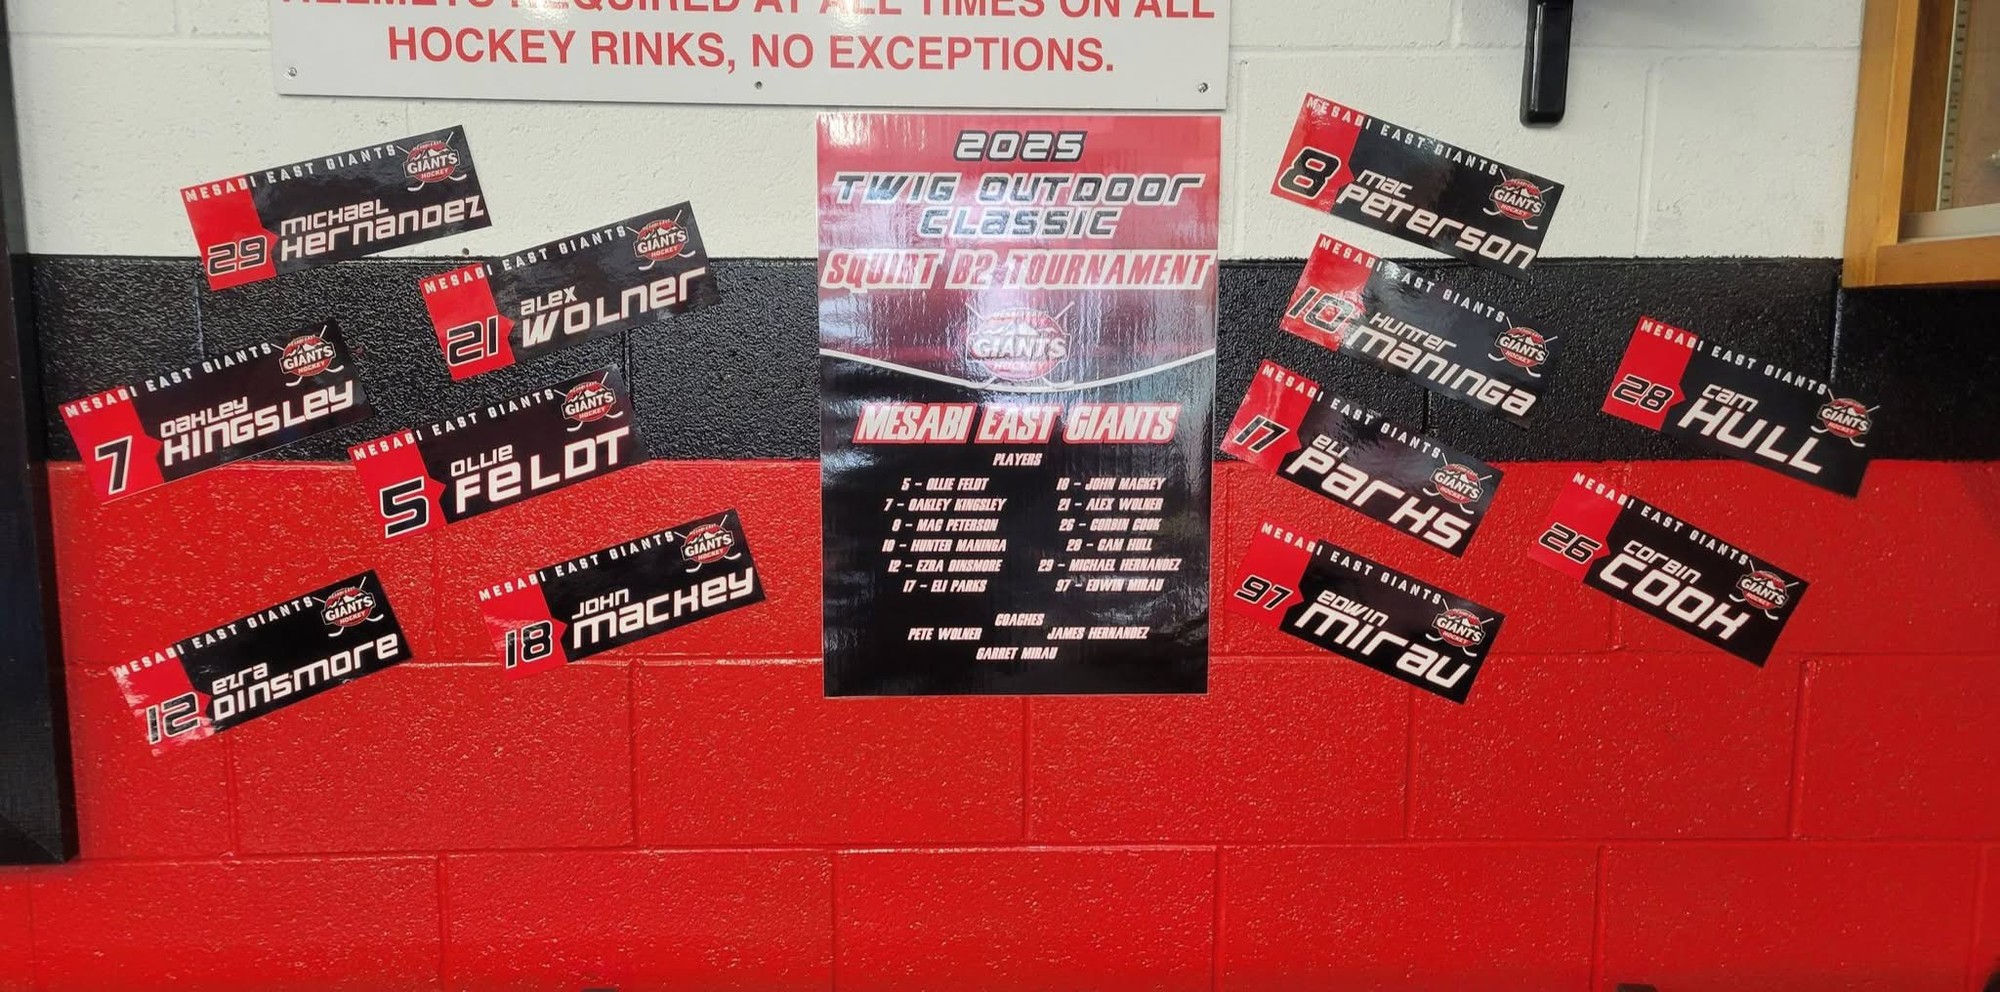 HELMETS REQUIRED AT ALL TIMES ON ALL
HOCKEY RINKS, NO EXCEPTIONS.
MESABI EAST GIANTS
GIANTS
HOCKEY
29
MICHAEL
HERNANDEZ
MESABI EAST GIANTS
GIANTS
HOCKEY
21
ALEX
WOLNER
MESABI EAST GIANTS
GIANTS
HOCKEY
7
OAKLEY
KINGSLEY
MESABI EAST GIANTS
GIANTS
HOCKEY
5
OLLIE
FELDT
MESABI EAST GIANTS
GIANTS
HOCKEY
18
JOHN
MACKEY
MESABI EAST GIANTS
GIANTS
HOCKEY
12
EZRA
DINSMORE
2025
TWIG OUTDOOR
CLASSIC
SQUIRT B2 TOURNAMENT
GIANTS
HOCKEY
MESABI EAST GIANTS
PLAYERS
5 - OLLIE FELDT
7 - OAKLEY KINGSLEY
8 - MAC PETERSON
10 - HUNTER MANINGA
12 - EZRA DINSMORE
17 - ELI PARKS
18 - JOHN MACKEY
21 - ALEX WOLNER
26 - CORBIN COOK
28 - CAM HULL
29 - MICHAEL HERNANDEZ
97 - EDWIN MIRAU
COACHES
PETE WOLNER JAMES HERNANDEZ
GARRET MIRAU
MESABI EAST GIANTS
GIANTS
HOCKEY
8
MAC
PETERSON
MESABI EAST GIANTS
GIANTS
HOCKEY
10
HUNTER
MANINGA
MESABI EAST GIANTS
GIANTS
HOCKEY
28
CAM
HULL
MESABI EAST GIANTS
GIANTS
HOCKEY
17
ELI
PARKS
MESABI EAST GIANTS
GIANTS
HOCKEY
26
CORBIN
COOK
MESABI EAST GIANTS
GIANTS
HOCKEY
97
EDWIN
MIRAU